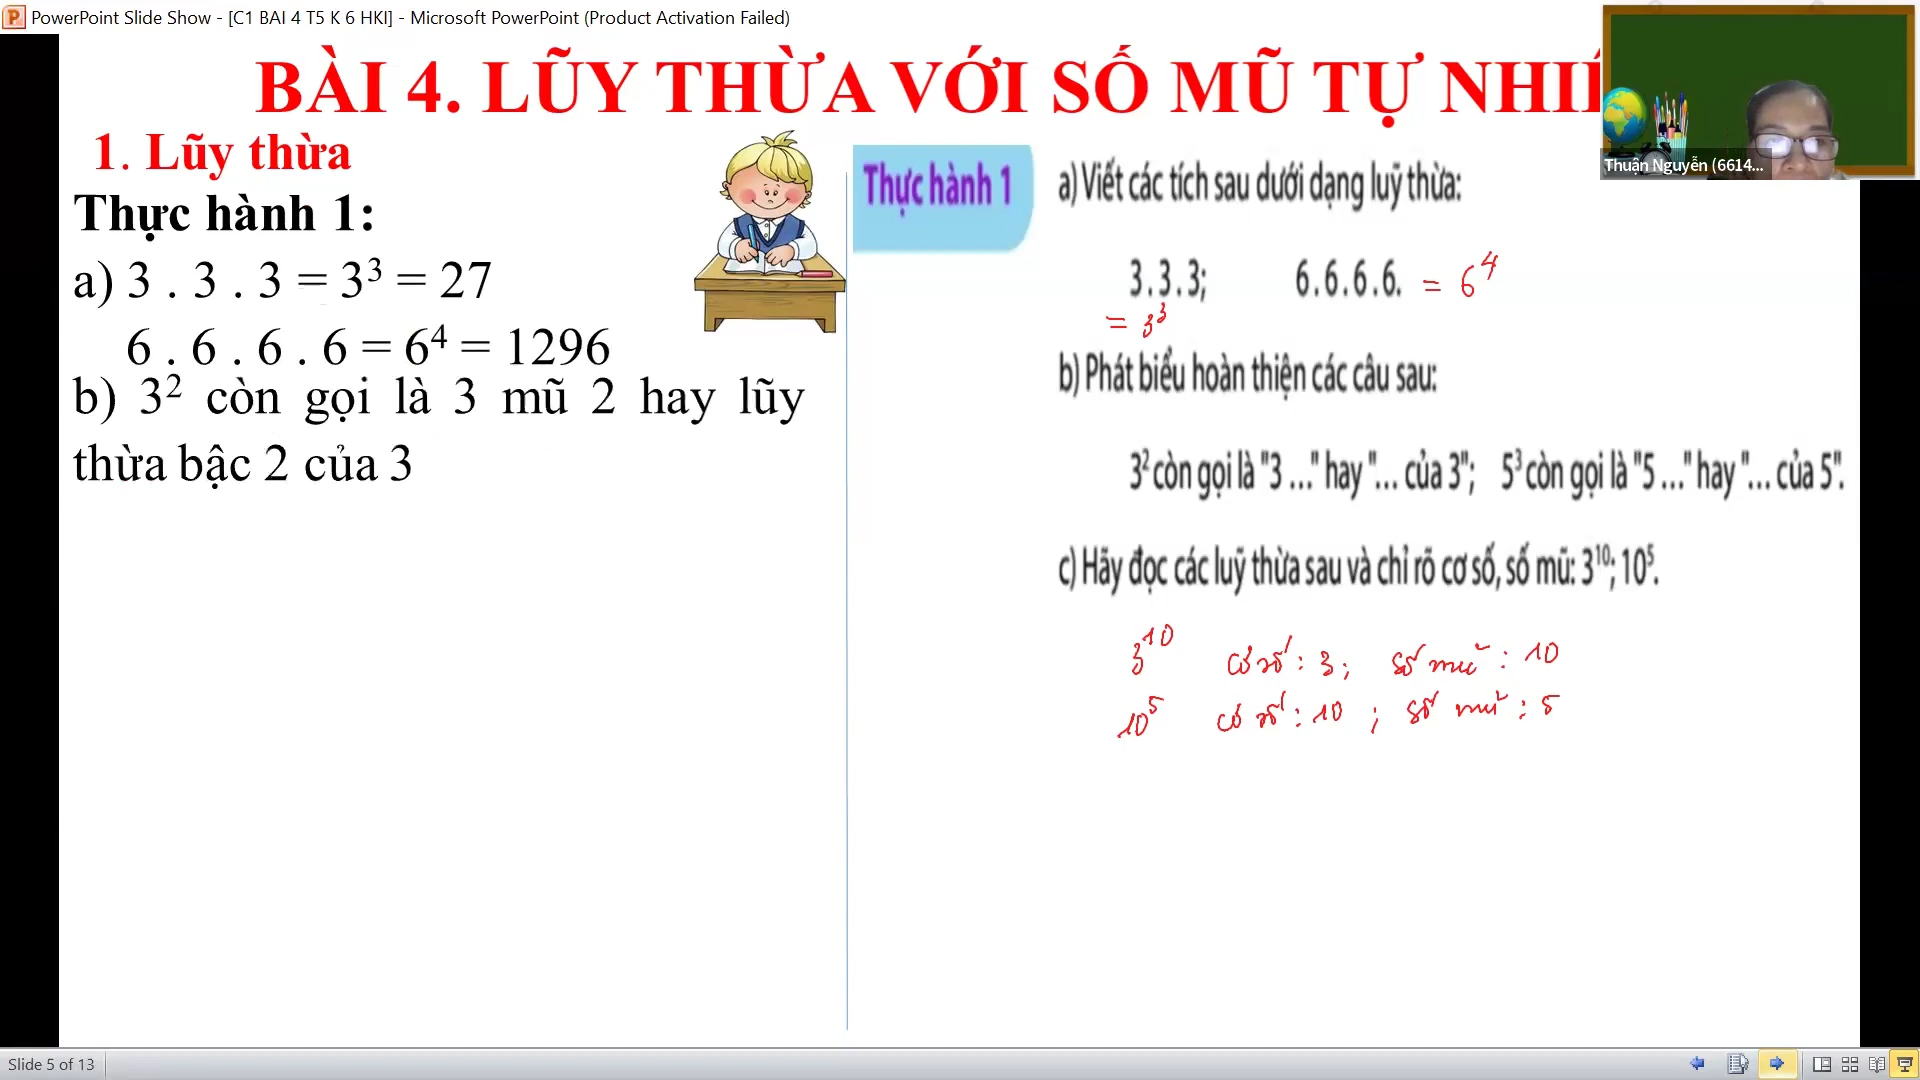 PowerPoint Slide Show - [C1 BAI 4 T5 K 6 HKI] - Microsoft PowerPoint (Product Activation Failed)
BÀI 4. LŨY THỪA VỚI SỐ MŨ TỰ NHI
Thuận Nguyễn (6614...
1. Lũy thừa
Thực hành 1:
a) 3 . 3 . 3 = 3³ = 27
6 . 6 . 6 . 6 = 6⁴ = 1296
b) 3² còn gọi là 3 mũ 2 hay lũy
thừa bậc 2 của 3
Thực hành 1
a) Viết các tích sau dưới dạng luỹ thừa:
3.3.3; 6.6.6.6. = 6⁴
= 3³
b) Phát biểu hoàn thiện các câu sau:
3² còn gọi là "3 ..." hay "... của 3"; 5³ còn gọi là "5 ..." hay "... của 5".
c) Hãy đọc các luỹ thừa sau và chỉ rõ cơ số, số mũ: 3¹⁰; 10⁵.
3¹⁰ cơ số: 3; số mũ: 10
10⁵ cơ số: 10; số mũ: 5
Slide 5 of 13